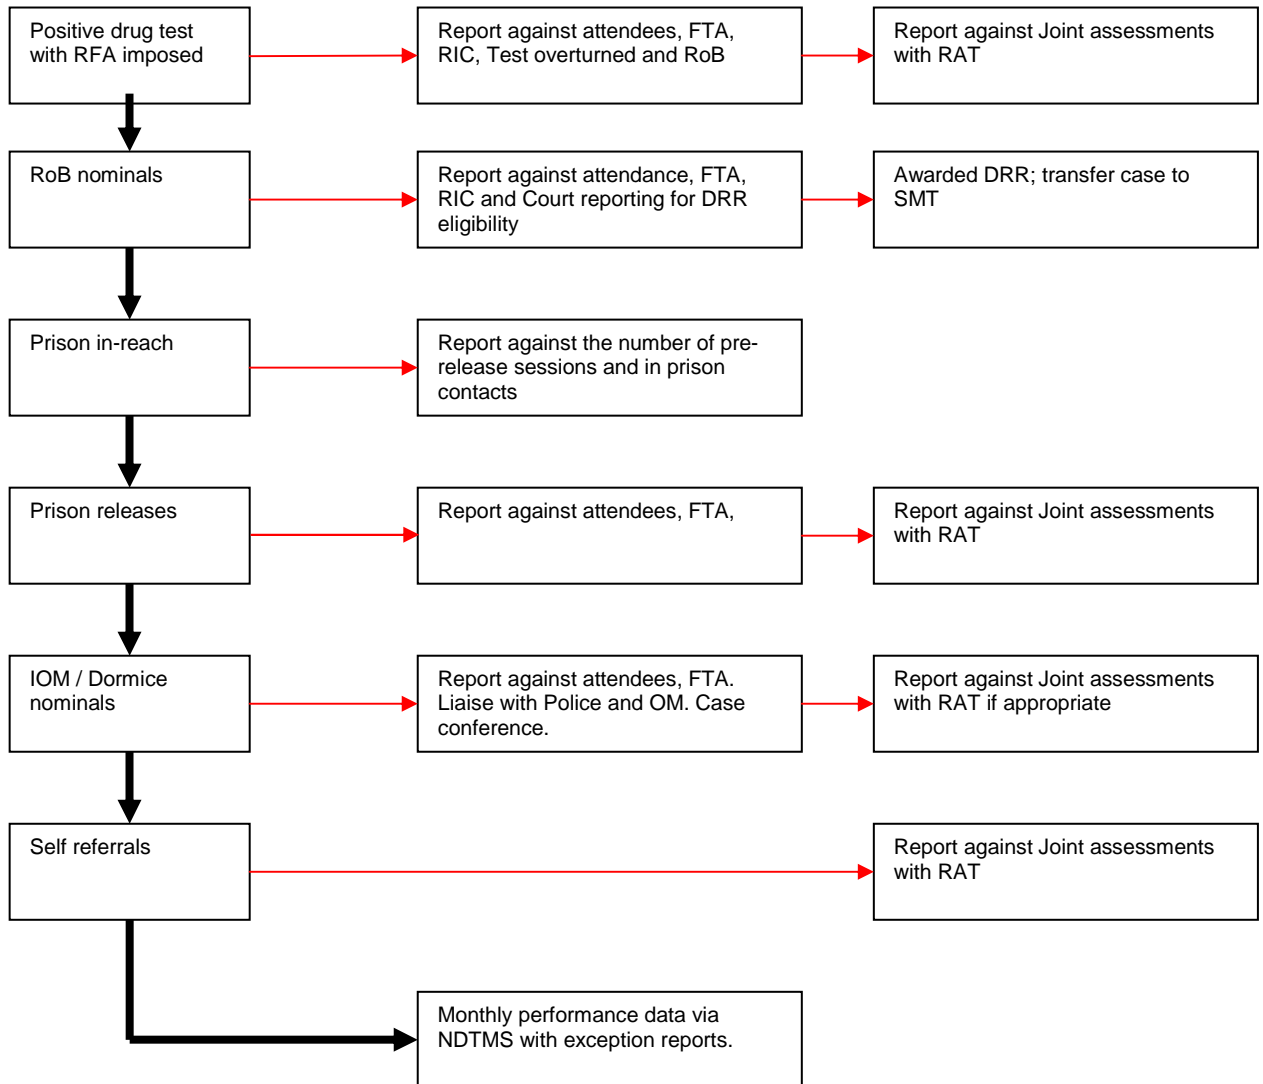 Positive drug test
with RFA imposed
Report against attendees, FTA,
RIC, Test overturned and RoB
Report against Joint assessments
with RAT
RoB nominals
Report against attendance, FTA,
RIC and Court reporting for DRR
eligibility
Awarded DRR; transfer case to
SMT
Prison in-reach
Report against the number of pre-
release sessions and in prison
contacts
Prison releases
Report against attendees, FTA,
Report against Joint assessments
with RAT
IOM / Dormice
nominals
Report against attendees, FTA.
Liaise with Police and OM. Case
conference.
Report against Joint assessments
with RAT if appropriate
Self referrals
Report against Joint assessments
with RAT
Monthly performance data via
NDTMS with exception reports.